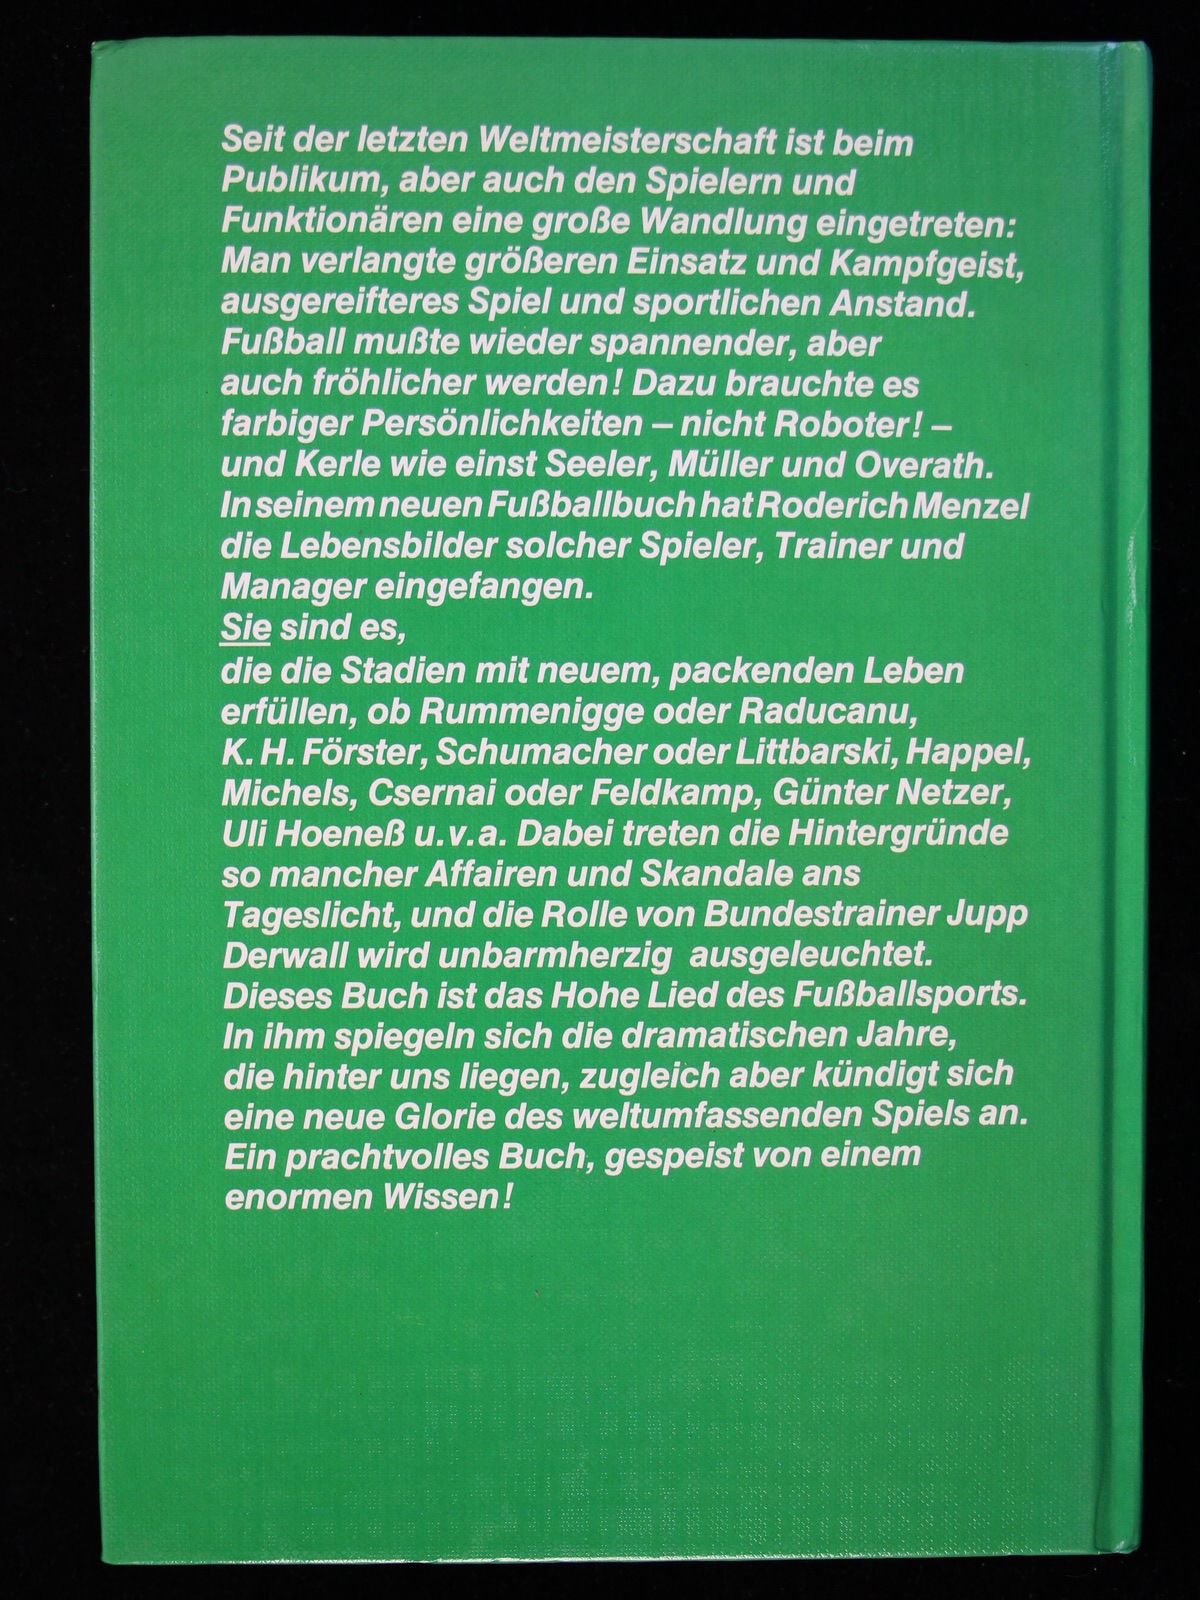 Seit der letzten Weltmeisterschaft ist beim
Publikum, aber auch den Spielern und
Funktionären eine große Wandlung eingetreten:
Man verlangte größeren Einsatz und Kampfgeist,
ausgereifteres Spiel und sportlichen Anstand.
Fußball mußte wieder spannender, aber
auch fröhlicher werden! Dazu brauchte es
farbiger Persönlichkeiten – nicht Roboter! –
und Kerle wie einst Seeler, Müller und Overath.
In seinem neuen Fußballbuch hat Roderich Menzel
die Lebensbilder solcher Spieler, Trainer und
Manager eingefangen.
Sie sind es,
die die Stadien mit neuem, packenden Leben
erfüllen, ob Rummenigge oder Raducanu,
K. H. Förster, Schumacher oder Littbarski, Happel,
Michels, Csernai oder Feldkamp, Günter Netzer,
Uli Hoeneß u. v. a. Dabei treten die Hintergründe
so mancher Affairen und Skandale ans
Tageslicht, und die Rolle von Bundestrainer Jupp
Derwall wird unbarmherzig ausgeleuchtet.
Dieses Buch ist das Hohe Lied des Fußballsports.
In ihm spiegeln sich die dramatischen Jahre,
die hinter uns liegen, zugleich aber kündigt sich
eine neue Glorie des weltumfassenden Spiels an.
Ein prachtvolles Buch, gespeist von einem
enormen Wissen!